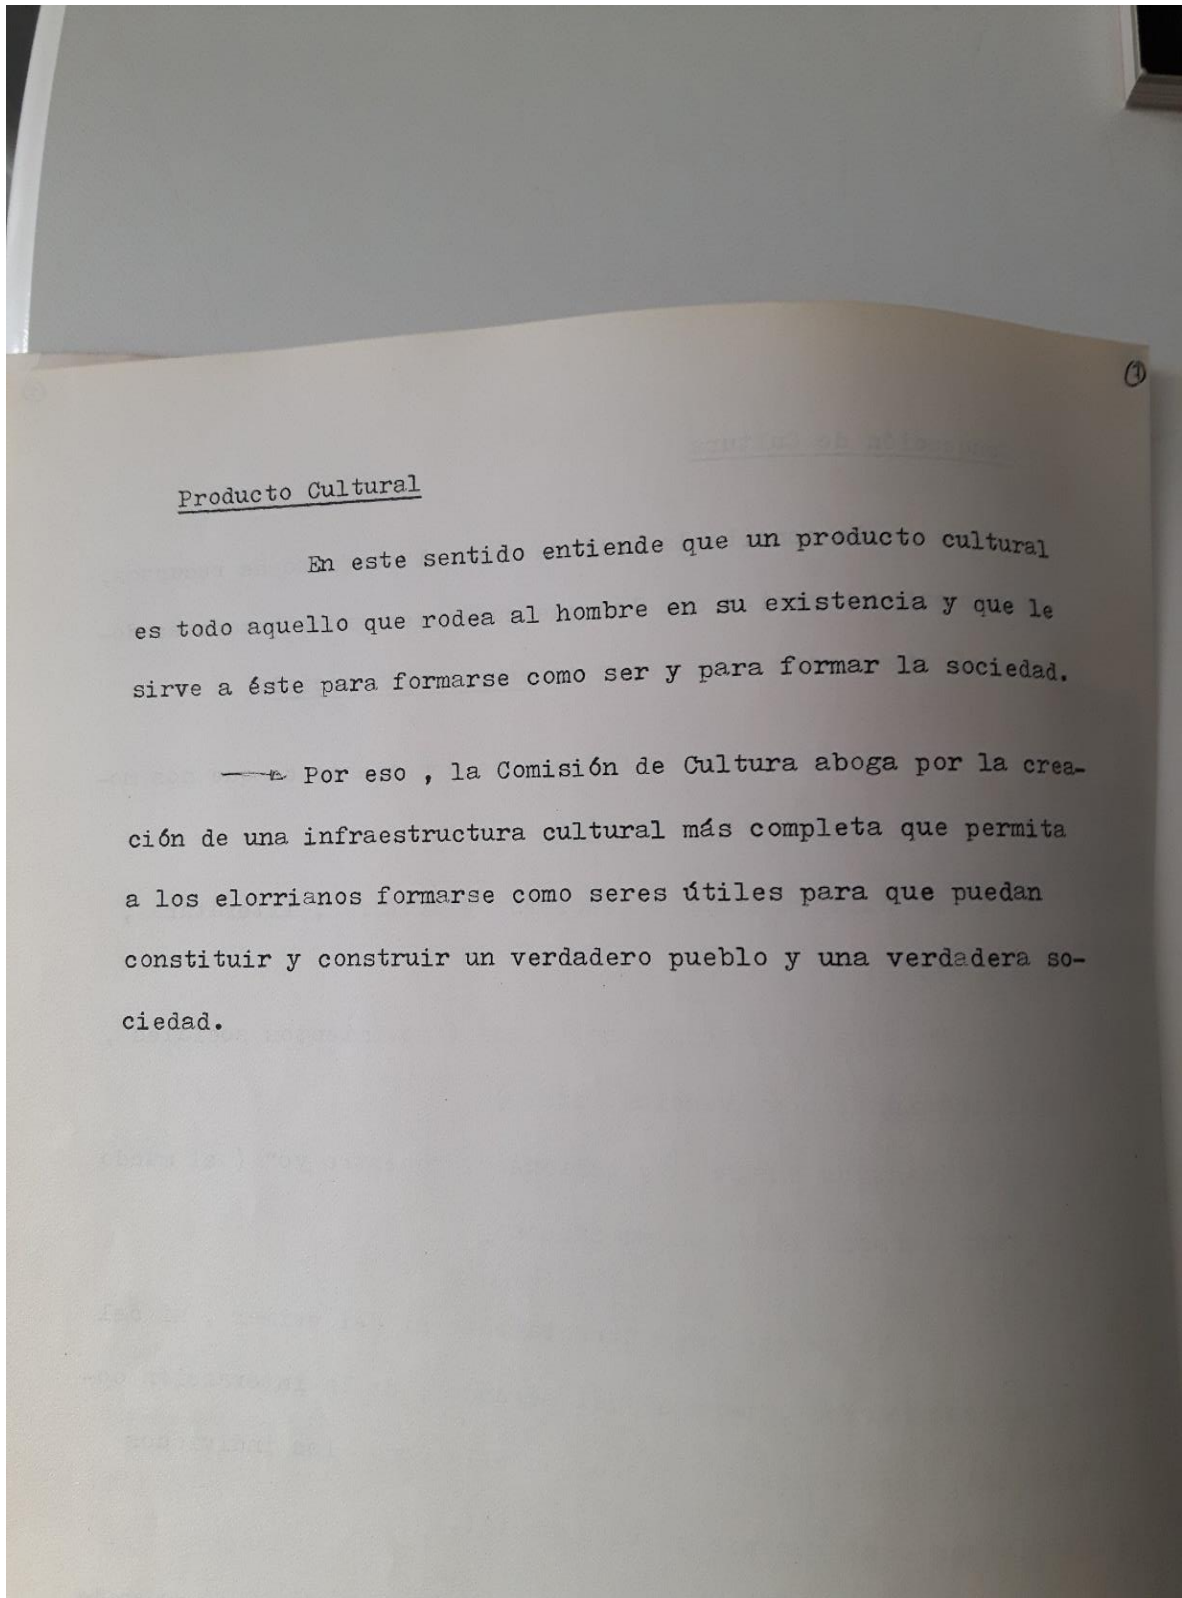 Producto Cultural
En este sentido entiende que un producto cultural
es todo aquello que rodea al hombre en su existencia y que le
sirve a éste para formarse como ser y para formar la sociedad.
Por eso , la Comisión de Cultura aboga por la crea-
ción de una infraestructura cultural más completa que permita
a los elorrianos formarse como seres útiles para que puedan
constituir y construir un verdadero pueblo y una verdadera so-
ciedad.